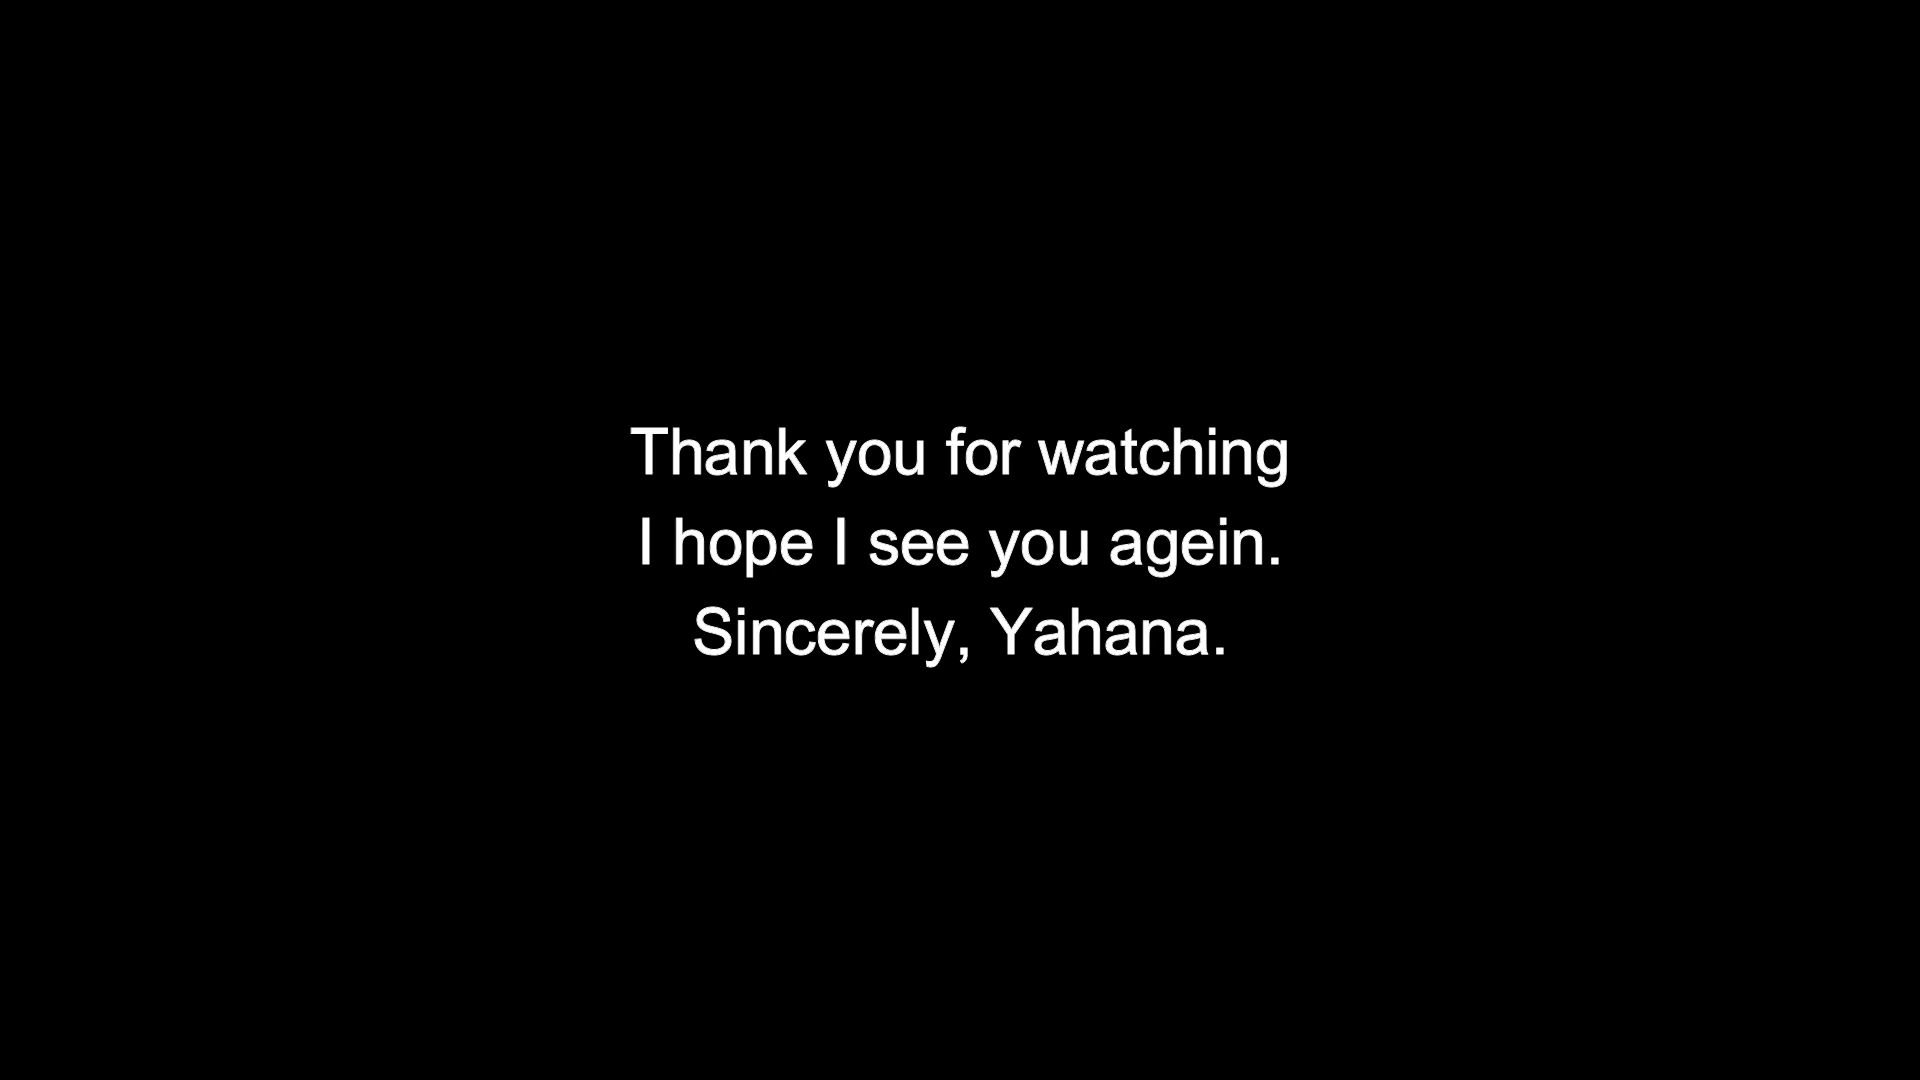 Thank you for watching
I hope I see you agein.
Sincerely, Yahana.